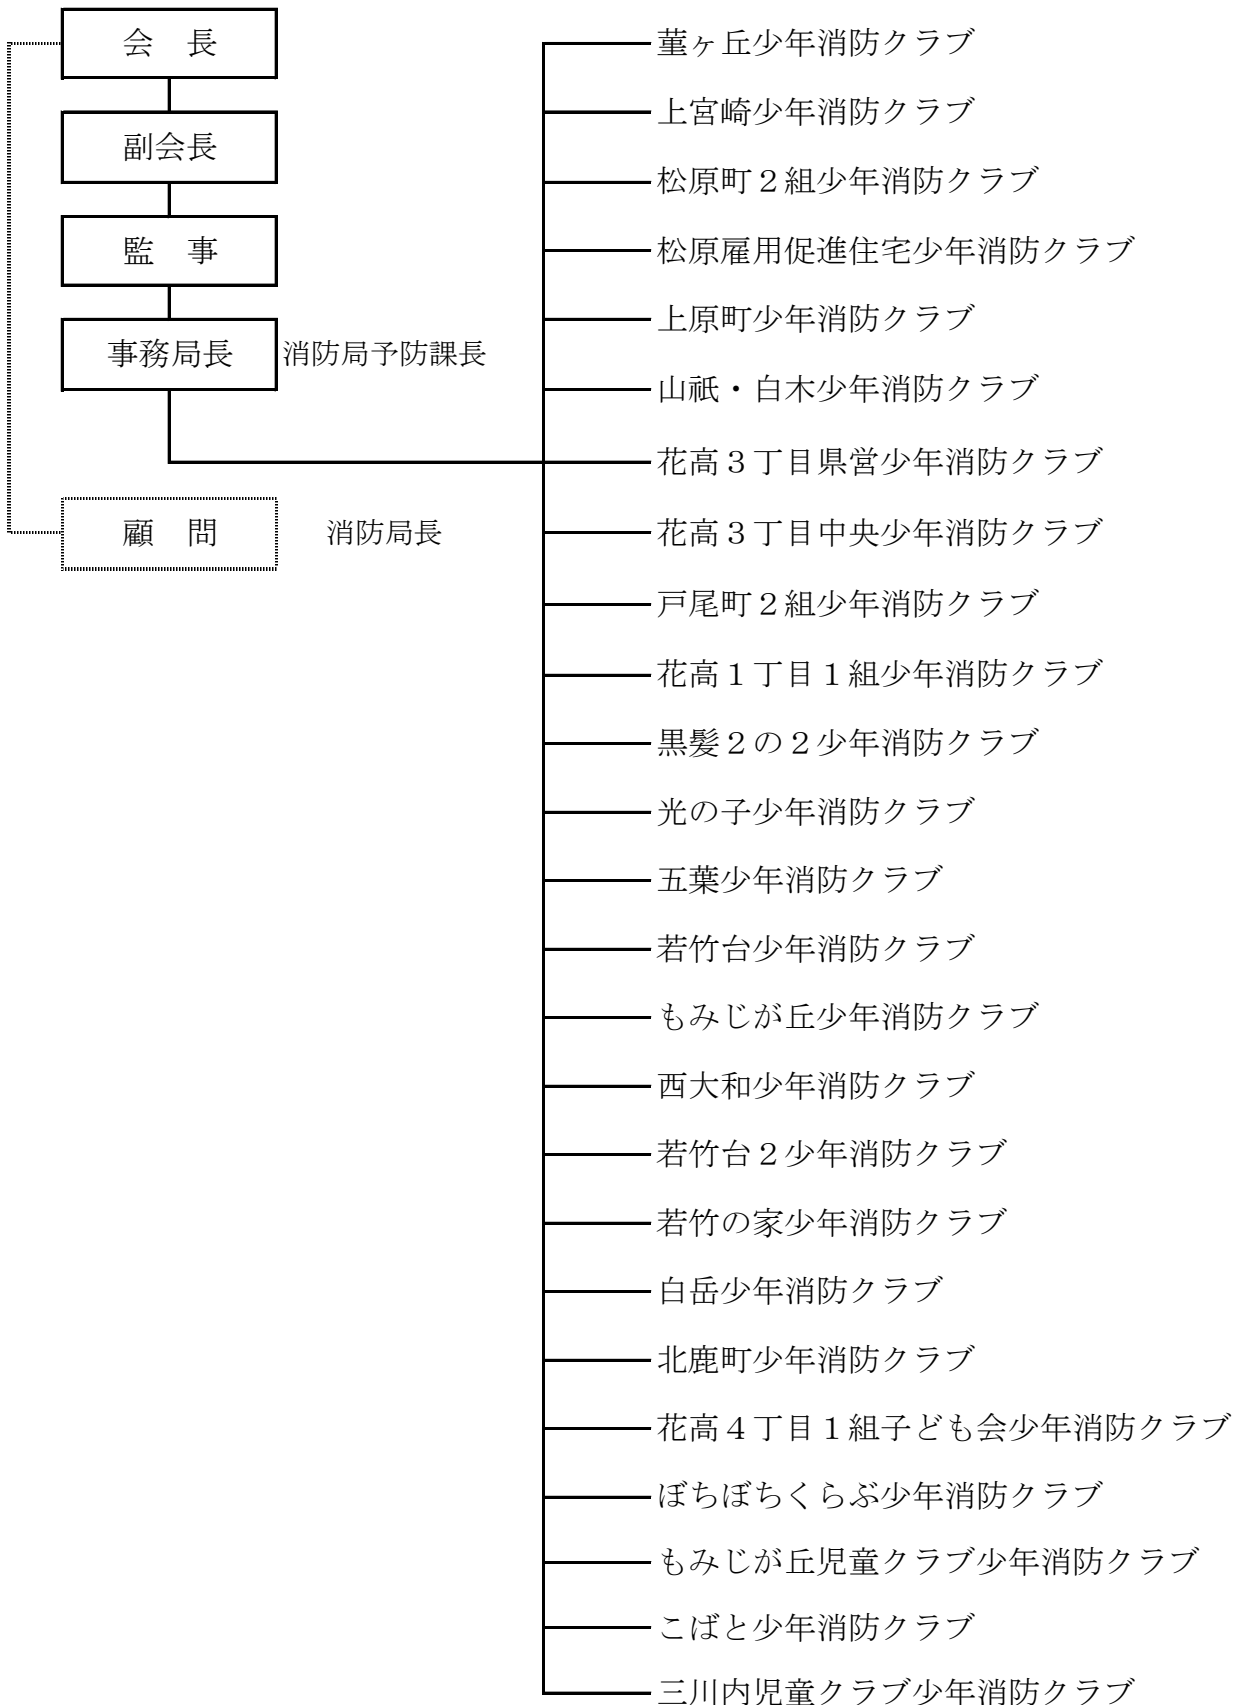 会　長
副会長
監　事
事務局長
消防局予防課長
顧　問
消防局長
菫ヶ丘少年消防クラブ
上宮崎少年消防クラブ
松原町２組少年消防クラブ
松原雇用促進住宅少年消防クラブ
上原町少年消防クラブ
山祇・白木少年消防クラブ
花高３丁目県営少年消防クラブ
花高３丁目中央少年消防クラブ
戸尾町２組少年消防クラブ
花高１丁目１組少年消防クラブ
黒髪２の２少年消防クラブ
光の子少年消防クラブ
五葉少年消防クラブ
若竹台少年消防クラブ
もみじが丘少年消防クラブ
西大和少年消防クラブ
若竹台２少年消防クラブ
若竹の家少年消防クラブ
白岳少年消防クラブ
北鹿町少年消防クラブ
花高４丁目１組子ども会少年消防クラブ
ぼちぼちくらぶ少年消防クラブ
もみじが丘児童クラブ少年消防クラブ
こばと少年消防クラブ
三川内児童クラブ少年消防クラブ